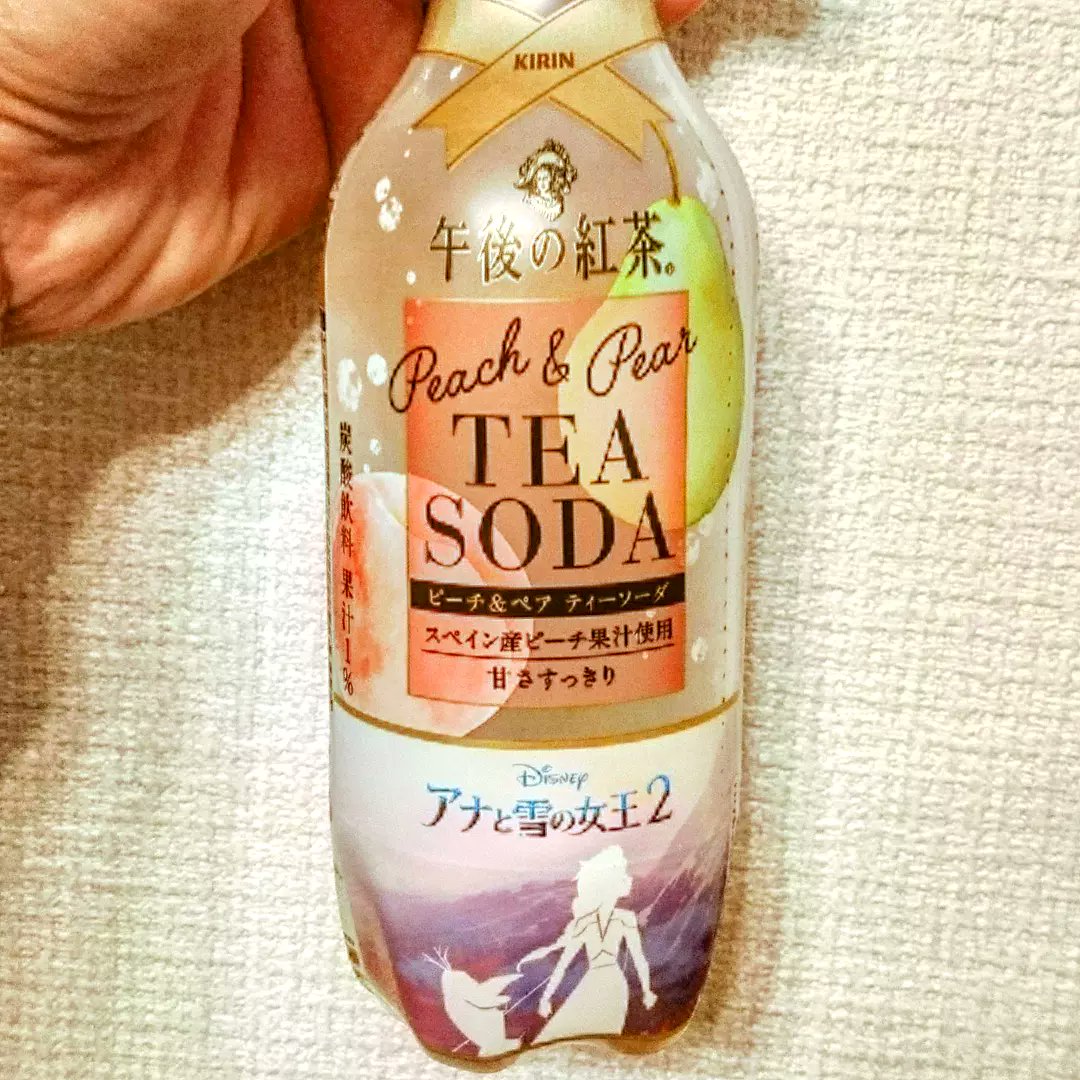 KIRIN
午後の紅茶
Peach & Pear
TEA
SODA
ピーチ&ペア ティーソーダ
スペイン産ピーチ果汁使用
甘さすっきり
炭酸飲料 果汁1%
Disney
アナと雪の女王2